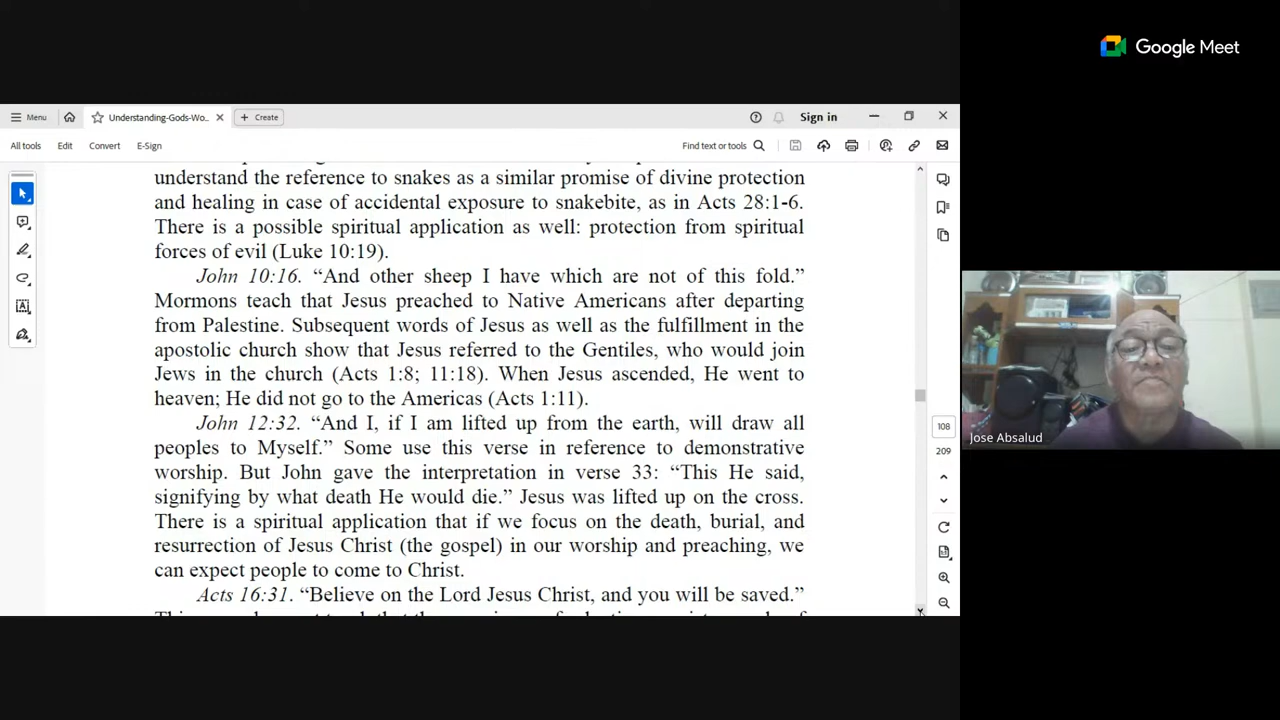 Google Meet
Menu
Understanding-Gods-Wo...
Create
Sign in
All tools
Edit
Convert
E-Sign
Find text or tools
understand the reference to snakes as a similar promise of divine protection
and healing in case of accidental exposure to snakebite, as in Acts 28:1-6.
There is a possible spiritual application as well: protection from spiritual
forces of evil (Luke 10:19).
John 10:16. “And other sheep I have which are not of this fold.”
Mormons teach that Jesus preached to Native Americans after departing
from Palestine. Subsequent words of Jesus as well as the fulfillment in the
apostolic church show that Jesus referred to the Gentiles, who would join
Jews in the church (Acts 1:8; 11:18). When Jesus ascended, He went to
heaven; He did not go to the Americas (Acts 1:11).
John 12:32. “And I, if I am lifted up from the earth, will draw all
peoples to Myself.” Some use this verse in reference to demonstrative
worship. But John gave the interpretation in verse 33: “This He said,
signifying by what death He would die.” Jesus was lifted up on the cross.
There is a spiritual application that if we focus on the death, burial, and
resurrection of Jesus Christ (the gospel) in our worship and preaching, we
can expect people to come to Christ.
Acts 16:31. “Believe on the Lord Jesus Christ, and you will be saved.”
108
209
Jose Absalud